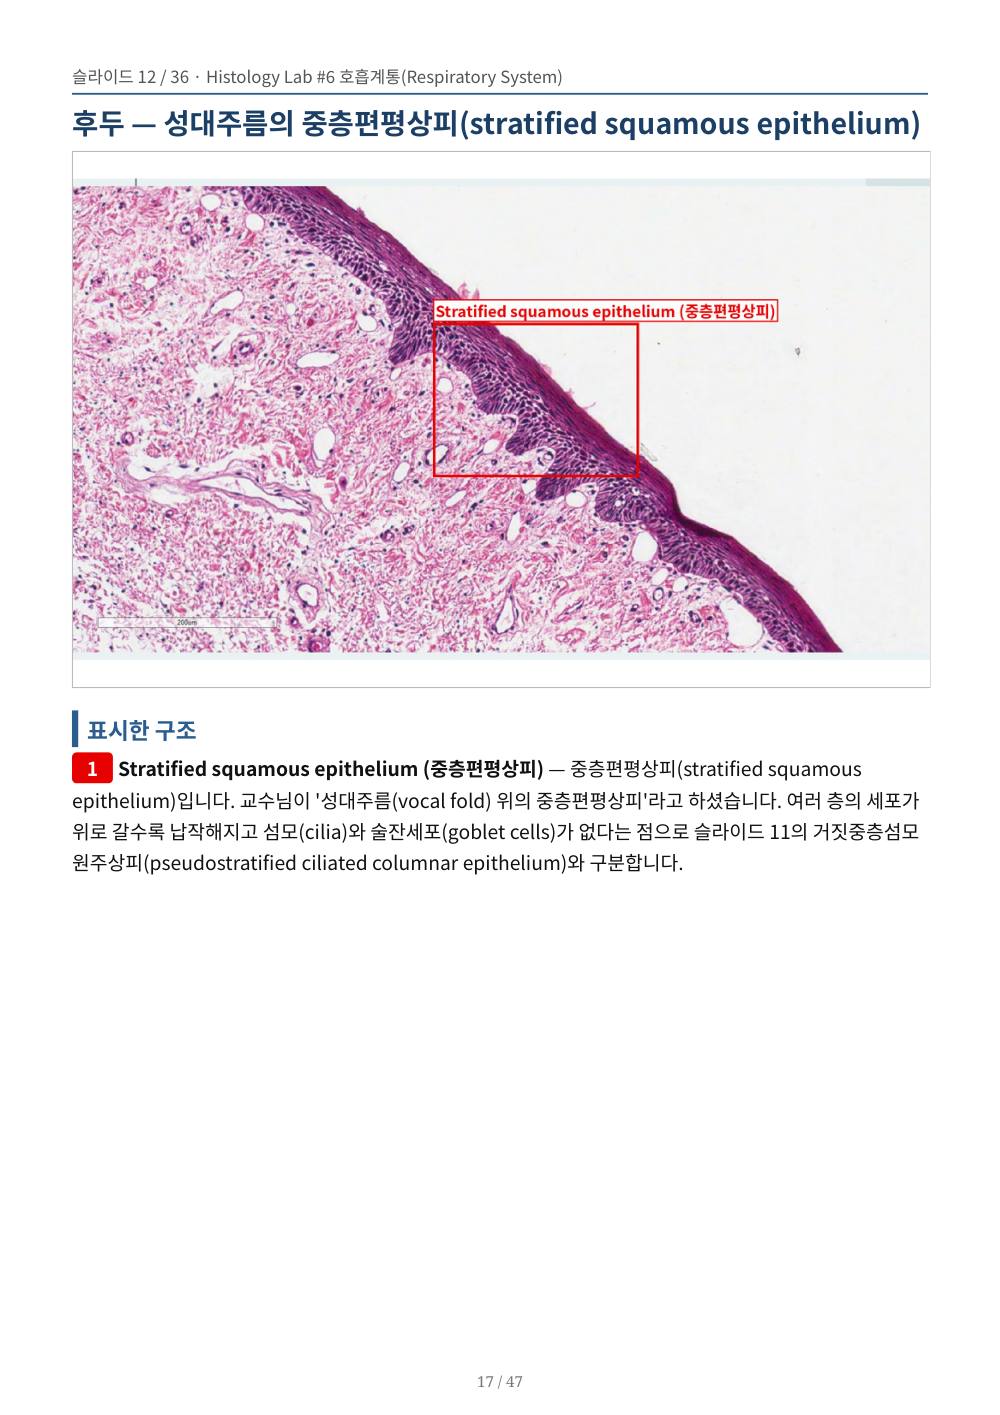 슬라이드 12 / 36 · Histology Lab #6 호흡계통(Respiratory System)
후두 — 성대주름의 중층편평상피(stratified squamous epithelium)
Stratified squamous epithelium (중층편평상피)
200um
표시한 구조
1 Stratified squamous epithelium (중층편평상피) — 중층편평상피(stratified squamous
epithelium)입니다. 교수님이 '성대주름(vocal fold) 위의 중층편평상피'라고 하셨습니다. 여러 층의 세포가
위로 갈수록 납작해지고 섬모(cilia)와 술잔세포(goblet cells)가 없다는 점으로 슬라이드 11의 거짓중층섬모
원주상피(pseudostratified ciliated columnar epithelium)와 구분합니다.
17 / 47